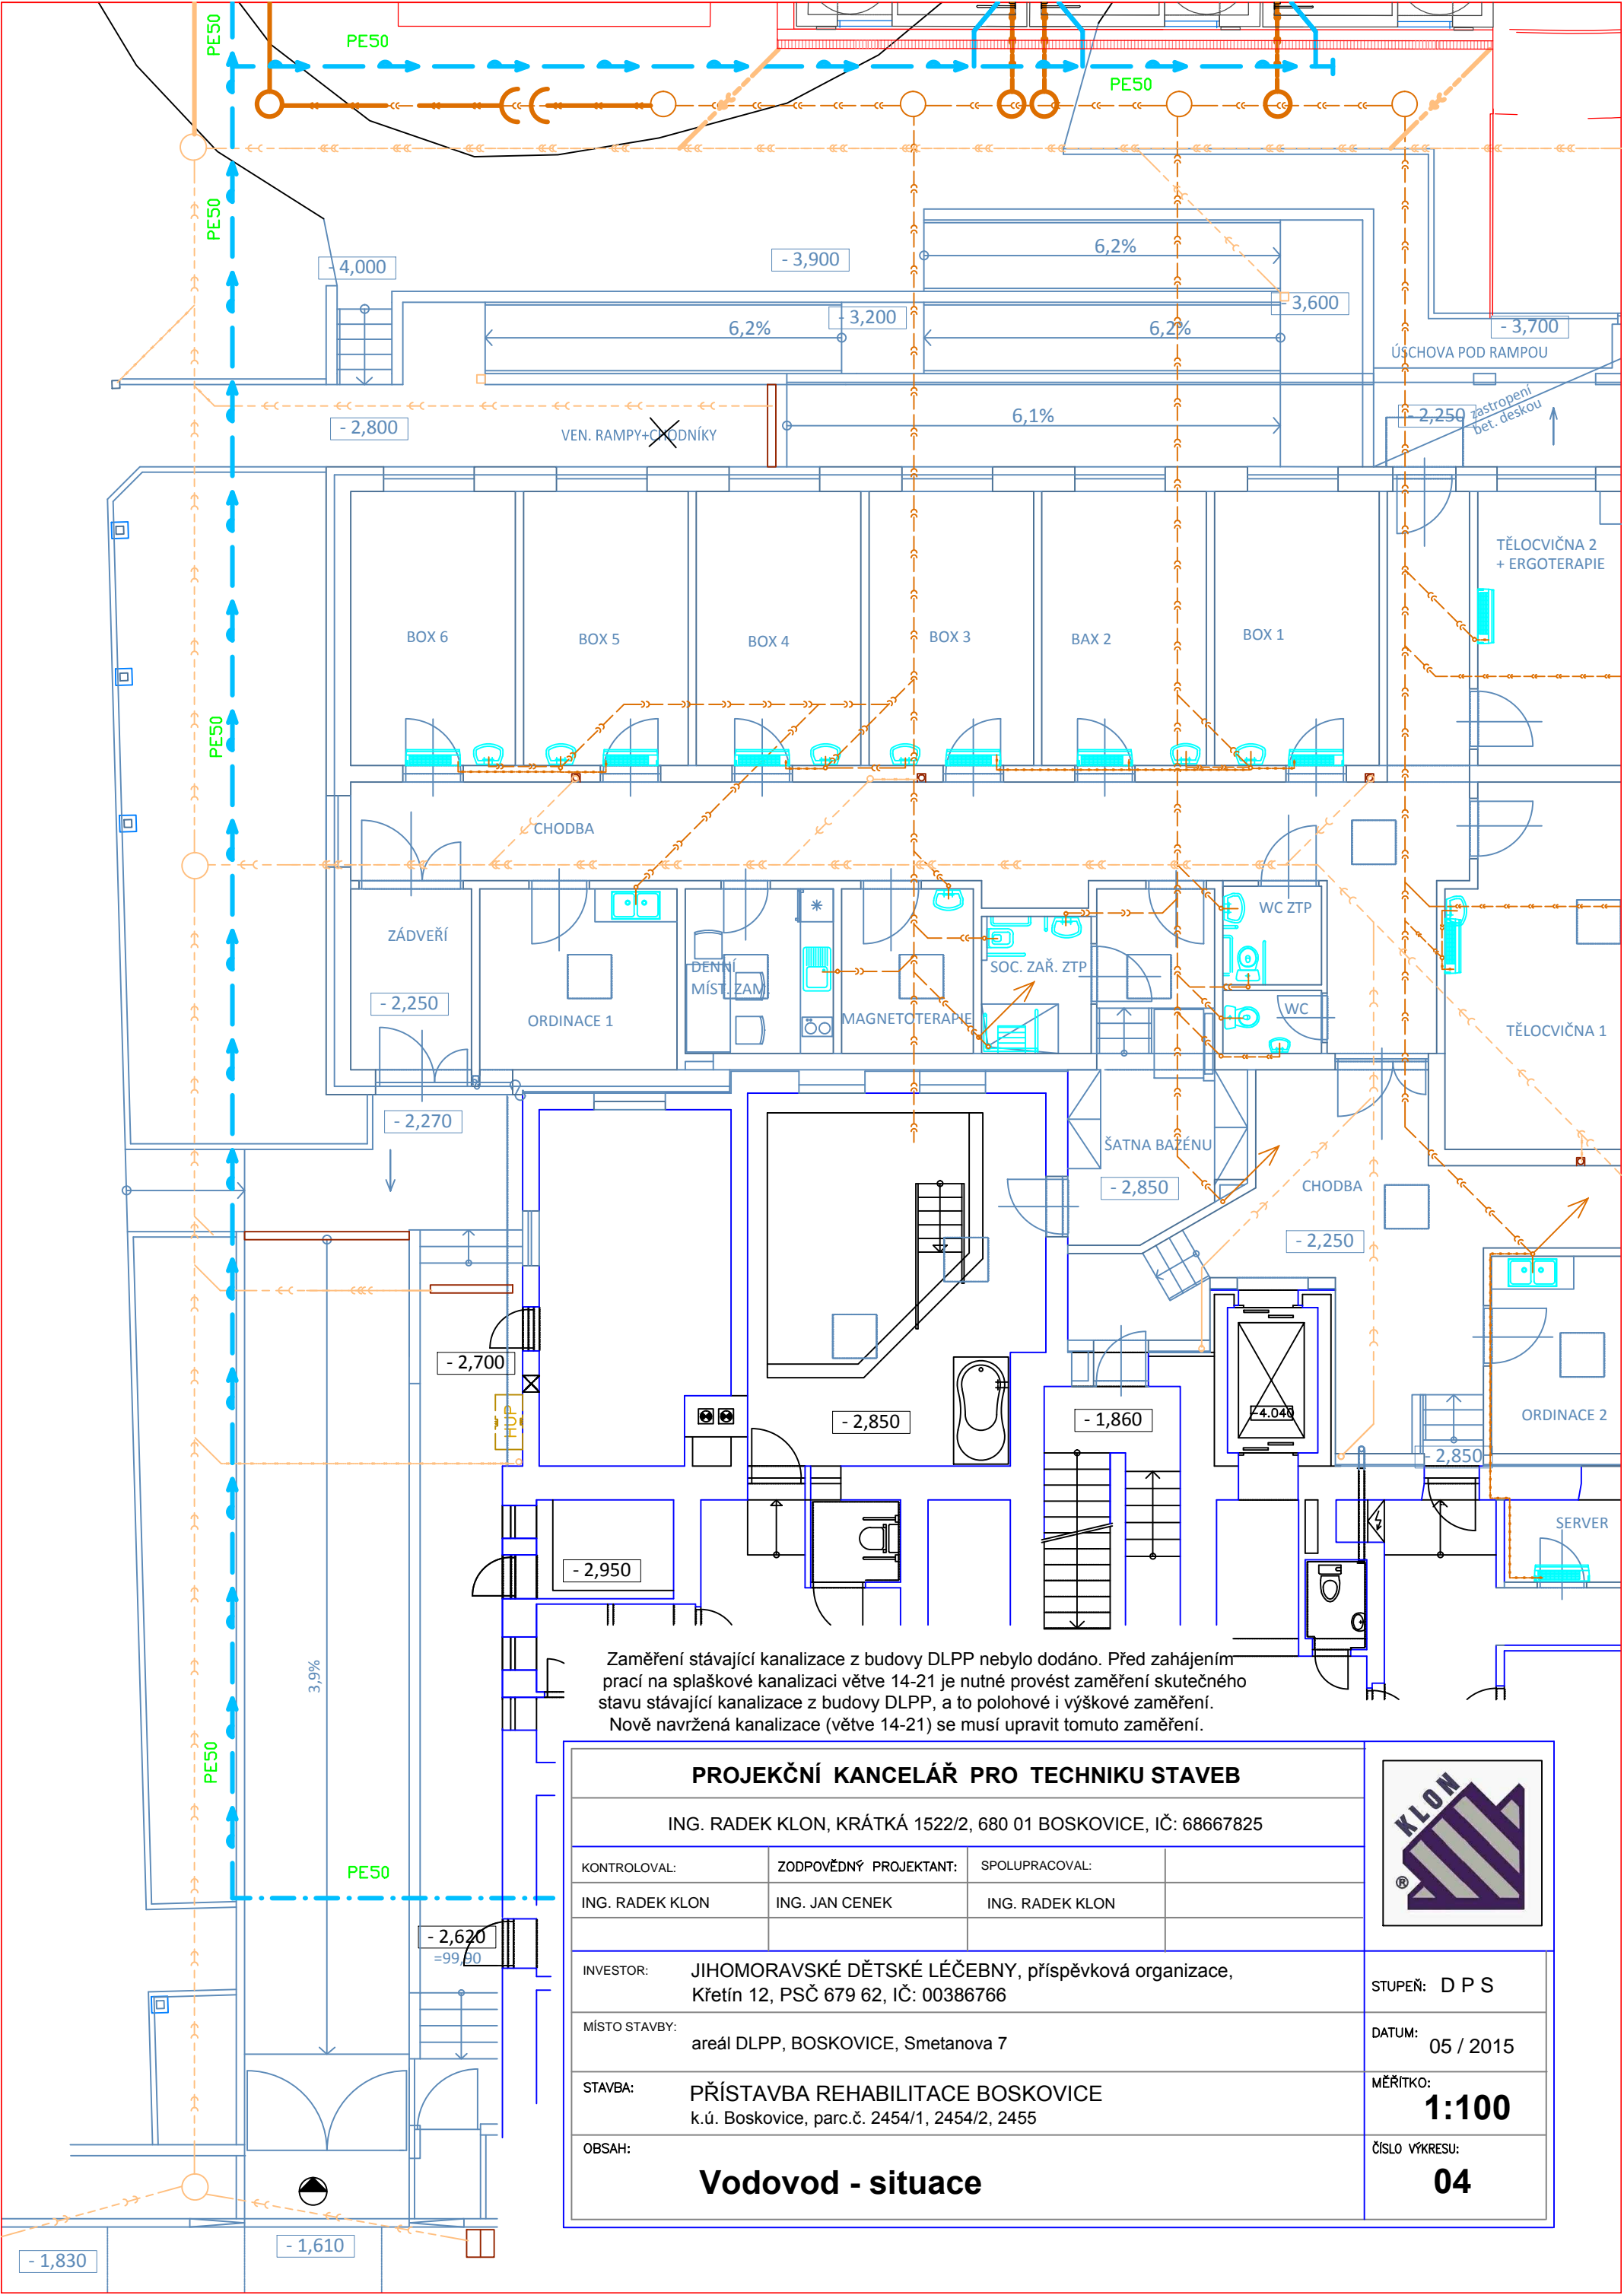 PE50
PE50
PE50
PE50
- 4,000
- 3,900
6,2%
- 3,600
6,2%
- 3,200
6,2%
- 3,700
ÚSCHOVA POD RAMPOU
- 2,800
VEN. RAMPY+CHODNÍKY
6,1%
- 2,250
zastropení
bet. deskou
TĚLOCVIČNA 2
+ ERGOTERAPIE
BOX 6
BOX 5
BOX 4
BOX 3
BAX 2
BOX 1
PE50
CHODBA
ZÁDVEŘÍ
- 2,250
ORDINACE 1
DENNÍ
MÍST. ZAM.
MAGNETOTERAPIE
SOC. ZAŘ. ZTP
WC ZTP
WC
TĚLOCVIČNA 1
- 2,270
ŠATNA BAZÉNU
- 2,850
CHODBA
- 2,250
- 2,700
HUP
- 2,850
- 1,860
-4.040
ORDINACE 2
- 2,850
SERVER
- 2,950
3,9%
Zaměření stávající kanalizace z budovy DLPP nebylo dodáno. Před zahájením
prací na splaškové kanalizaci větve 14-21 je nutné provést zaměření skutečného
stavu stávající kanalizace z budovy DLPP, a to polohové i výškové zaměření.
Nově navržená kanalizace (větve 14-21) se musí upravit tomuto zaměření.
PE50
PE50
- 2,620
=99,90
PROJEKČNÍ KANCELÁŘ PRO TECHNIKU STAVEB
ING. RADEK KLON, KRÁTKÁ 1522/2, 680 01 BOSKOVICE, IČ: 68667825
KLON
®
KONTROLOVAL: ZODPOVĚDNÝ PROJEKTANT: SPOLUPRACOVAL:
ING. RADEK KLON ING. JAN CENEK ING. RADEK KLON
INVESTOR: JIHOMORAVSKÉ DĚTSKÉ LÉČEBNY, příspěvková organizace,
Křetín 12, PSČ 679 62, IČ: 00386766
STUPEŇ: D P S
MÍSTO STAVBY: areál DLPP, BOSKOVICE, Smetanova 7
DATUM: 05 / 2015
STAVBA: PŘÍSTAVBA REHABILITACE BOSKOVICE
k.ú. Boskovice, parc.č. 2454/1, 2454/2, 2455
MĚŘÍTKO: 1:100
OBSAH: Vodovod - situace
ČÍSLO VÝKRESU: 04
- 1,830
- 1,610